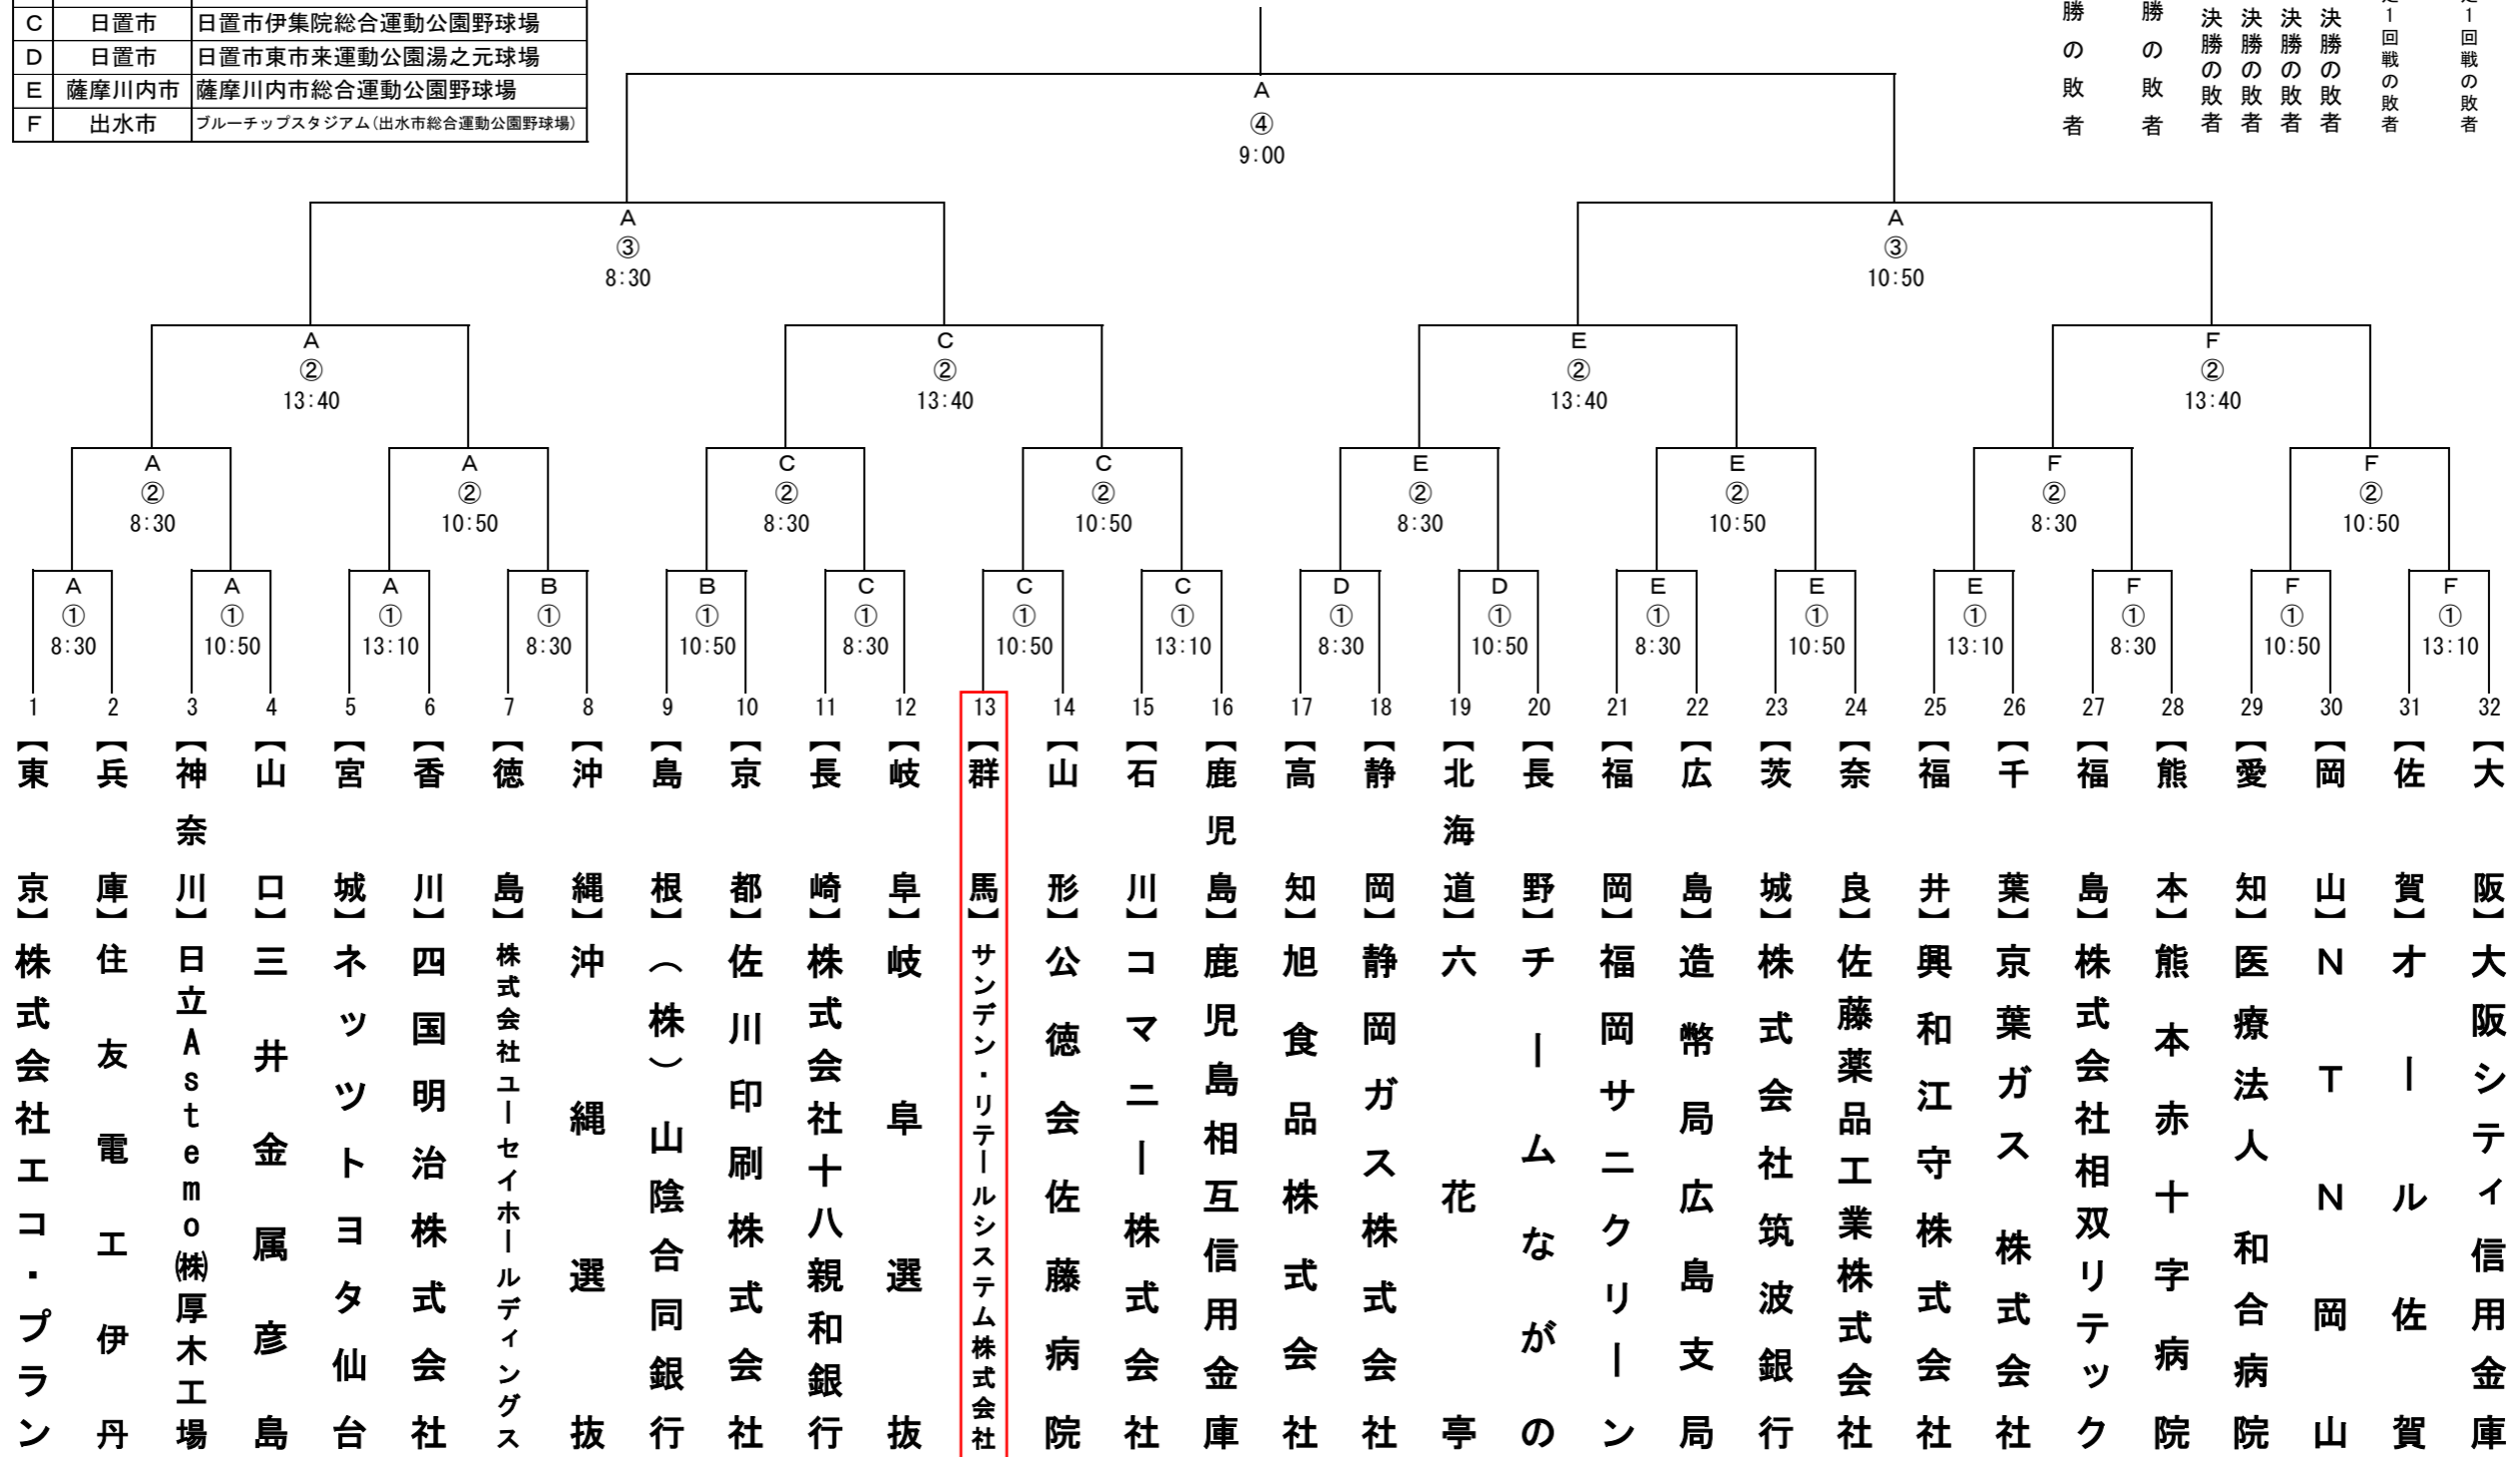 C 日置市 日置市伊集院総合運動公園野球場
D 日置市 日置市東市来運動公園湯之元球場
E 薩摩川内市 薩摩川内市総合運動公園野球場
F 出水市 ブルーチップスタジアム(出水市総合運動公園野球場)
勝の敗者
勝の敗者
決勝の敗者
決勝の敗者
決勝の敗者
決勝の敗者
1回戦の敗者
1回戦の敗者
A
④
9:00
A
③
8:30
A
③
10:50
A
②
13:40
C
②
13:40
E
②
13:40
F
②
13:40
A
②
8:30
A
②
10:50
C
②
8:30
C
②
10:50
E
②
8:30
E
②
10:50
F
②
8:30
F
②
10:50
A
①
8:30
A
①
10:50
A
①
13:10
B
①
8:30
B
①
10:50
C
①
8:30
C
①
10:50
C
①
13:10
D
①
8:30
D
①
10:50
E
①
8:30
E
①
10:50
E
①
13:10
F
①
8:30
F
①
10:50
F
①
13:10
1 【東京】株式会社エコ・プラン
2 【兵庫】住友電工伊丹
3 【神奈川】日立Astemo㈱厚木工場
4 【山口】三井金属彦島
5 【宮城】ネッツトヨタ仙台
6 【香川】四国明治株式会社
7 【徳島】株式会社ユーセイホールディングス
8 【沖縄】沖縄選抜
9 【島根】(株)山陰合同銀行
10 【京都】佐川印刷株式会社
11 【長崎】株式会社十八親和銀行
12 【岐阜】岐阜選抜
13 【群馬】サンデン・リテールシステム株式会社
14 【山形】公徳会佐藤病院
15 【石川】コマニー株式会社
16 【鹿児島】鹿児島相互信用金庫
17 【高知】旭食品株式会社
18 【静岡】静岡ガス株式会社
19 【北海道】六花亭
20 【長野】チームながの
21 【福岡】福岡サニクリーン
22 【広島】造幣局広島支局
23 【茨城】株式会社筑波銀行
24 【奈良】佐藤薬品工業株式会社
25 【福井】興和江守株式会社
26 【千葉】京葉ガス株式会社
27 【福島】株式会社相双リテック
28 【熊本】熊本赤十字病院
29 【愛知】医療法人和合病院
30 【岡山】NTN岡山
31 【佐賀】オール佐賀
32 【大阪】大阪シティ信用金庫